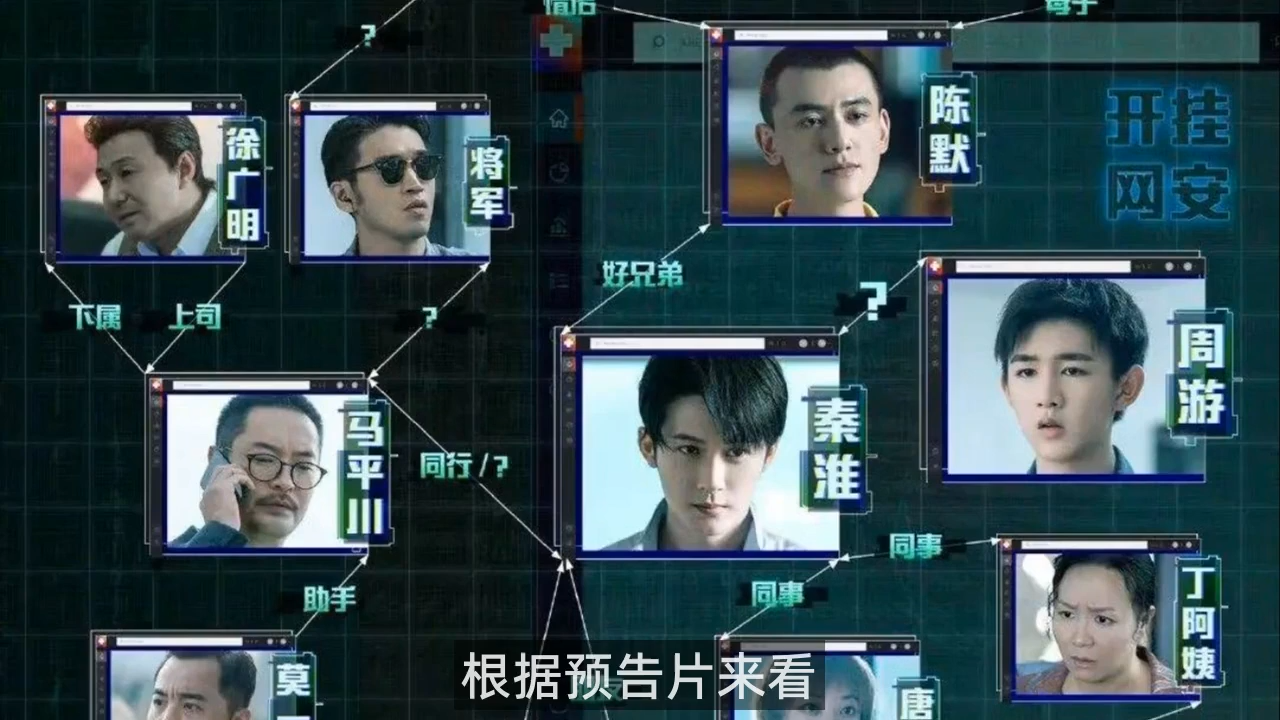 情侣
母子
?
陈默
开挂
网安
徐广明
将军
好兄弟
下属
上司
?
?
周游
马平川
秦淮
同行/?
同事
同事
助手
丁阿姨
莫
唐
根据预告片来看